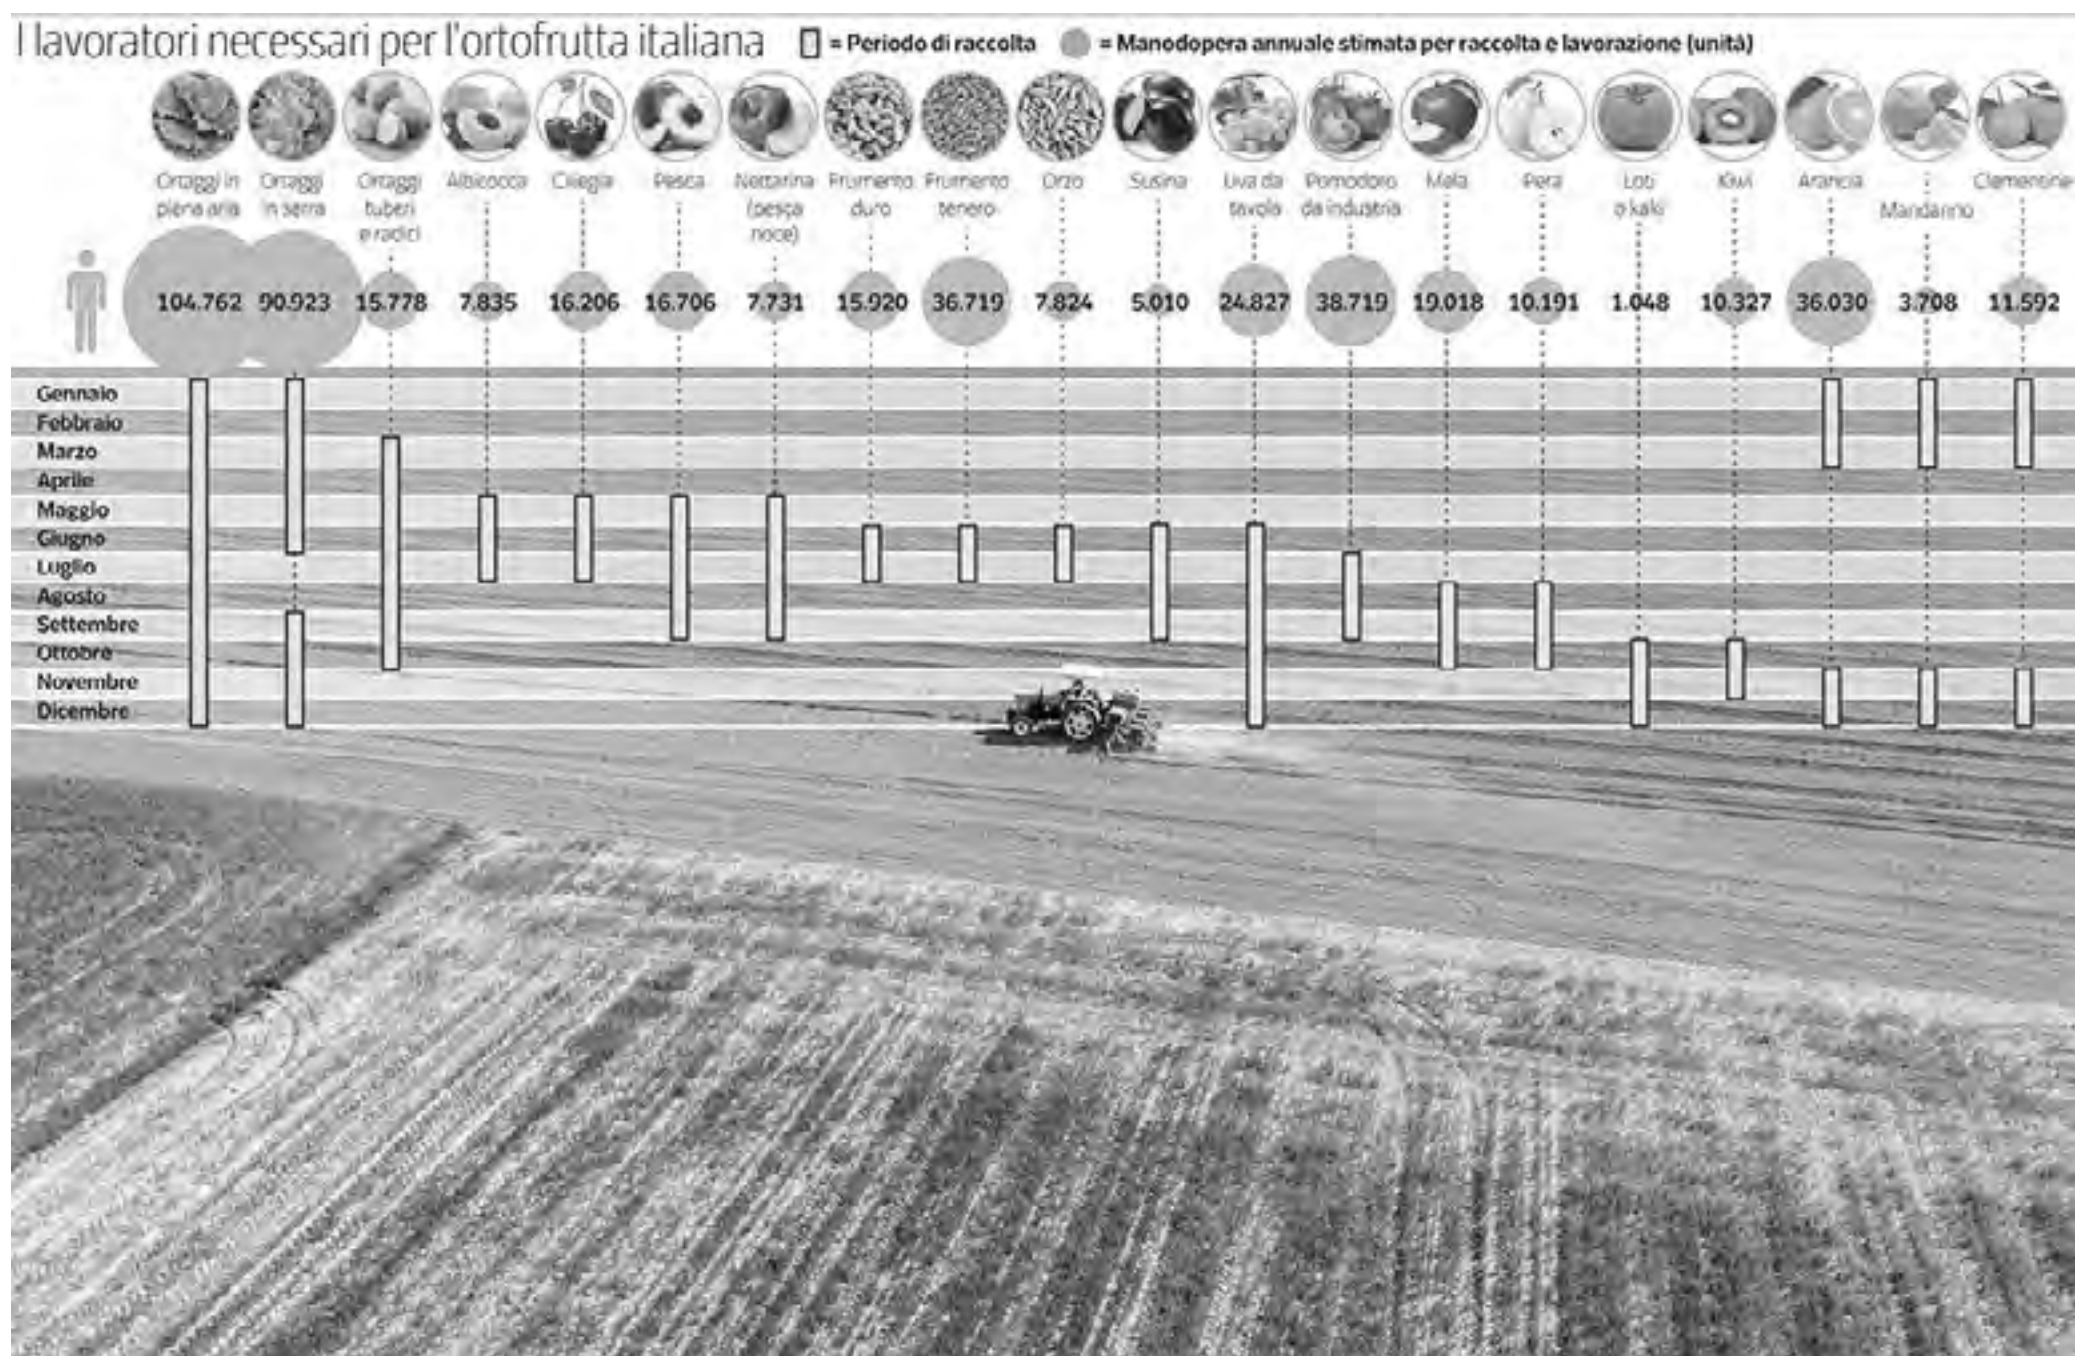 I lavoratori necessari per l'ortofrutta italiana
= Periodo di raccolta
= Manodopera annuale stimata per raccolta e lavorazione (unità)
Ortaggi in
piena aria
Ortaggi
in serra
Ortaggi
tuberi
e radici
Albicocca
Ciliegia
Pesca
Nettarina
(pesca
noce)
Frumento
duro
Frumento
tenero
Orzo
Susina
Uva da
tavola
Pomodoro
da industria
Mela
Pera
Loti
o kaki
Kiwi
Arancia
Mandarino
Clementine
104.762 90.923 15.778 7.835 16.206 16.706 7.731 15.920 36.719 7.824 5.010 24.827 38.719 19.018 10.191 1.048 10.327 36.030 3.708 11.592
Gennaio
Febbraio
Marzo
Aprile
Maggio
Giugno
Luglio
Agosto
Settembre
Ottobre
Novembre
Dicembre